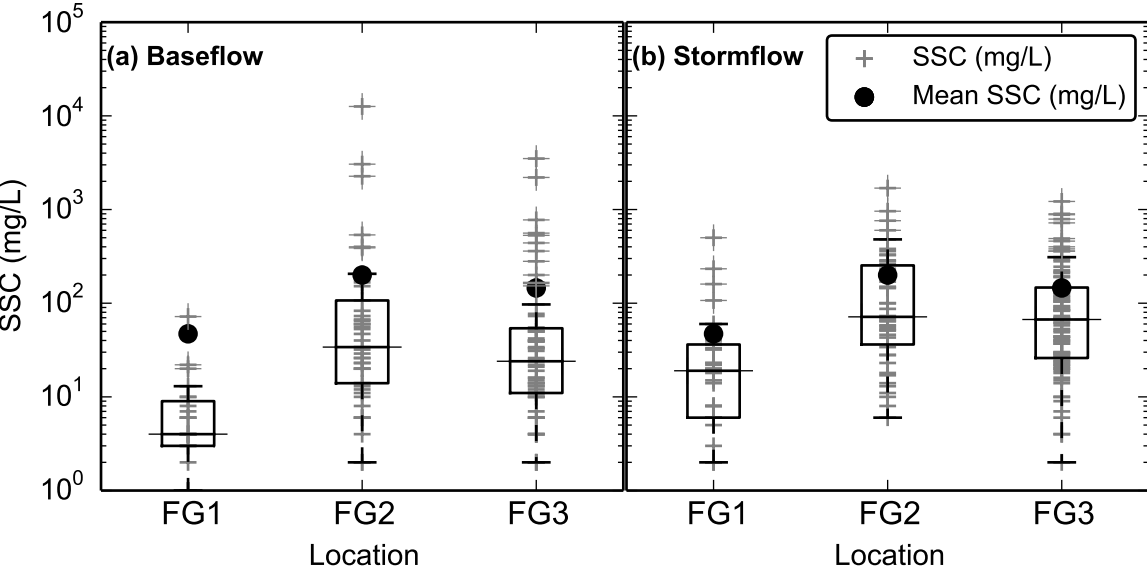 10^5
(a) Baseflow
(b) Stormflow
SSC (mg/L)
Mean SSC (mg/L)
10^4
10^3
10^2
10^1
10^0
SSC (mg/L)
FG1 FG2 FG3
FG1 FG2 FG3
Location
Location